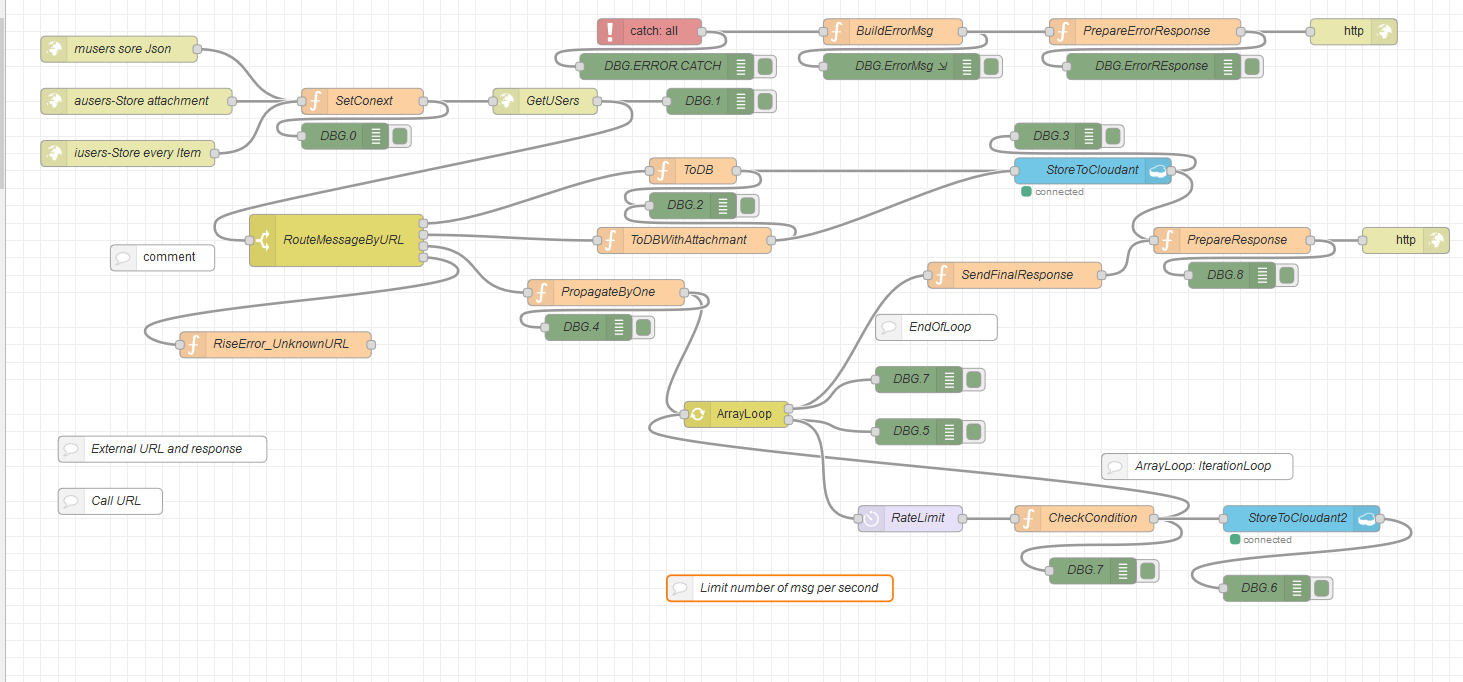 catch: all
BuildErrorMsg
PrepareErrorResponse
http
musers sore Json
DBG.ERROR.CATCH
DBG.ErrorMsg ⇲
DBG.ErrorREsponse
ausers-Store attachment
SetConext
GetUSers
DBG.1
DBG.0
DBG.3
iusers-Store every Item
ToDB
StoreToCloudant
connected
DBG.2
RouteMessageByURL
ToDBWithAttachmant
PrepareResponse
http
comment
SendFinalResponse
DBG.8
PropagateByOne
DBG.4
EndOfLoop
RiseError_UnknownURL
DBG.7
ArrayLoop
DBG.5
External URL and response
ArrayLoop: IterationLoop
Call URL
RateLimit
CheckCondition
StoreToCloudant2
connected
DBG.7
Limit number of msg per second
DBG.6